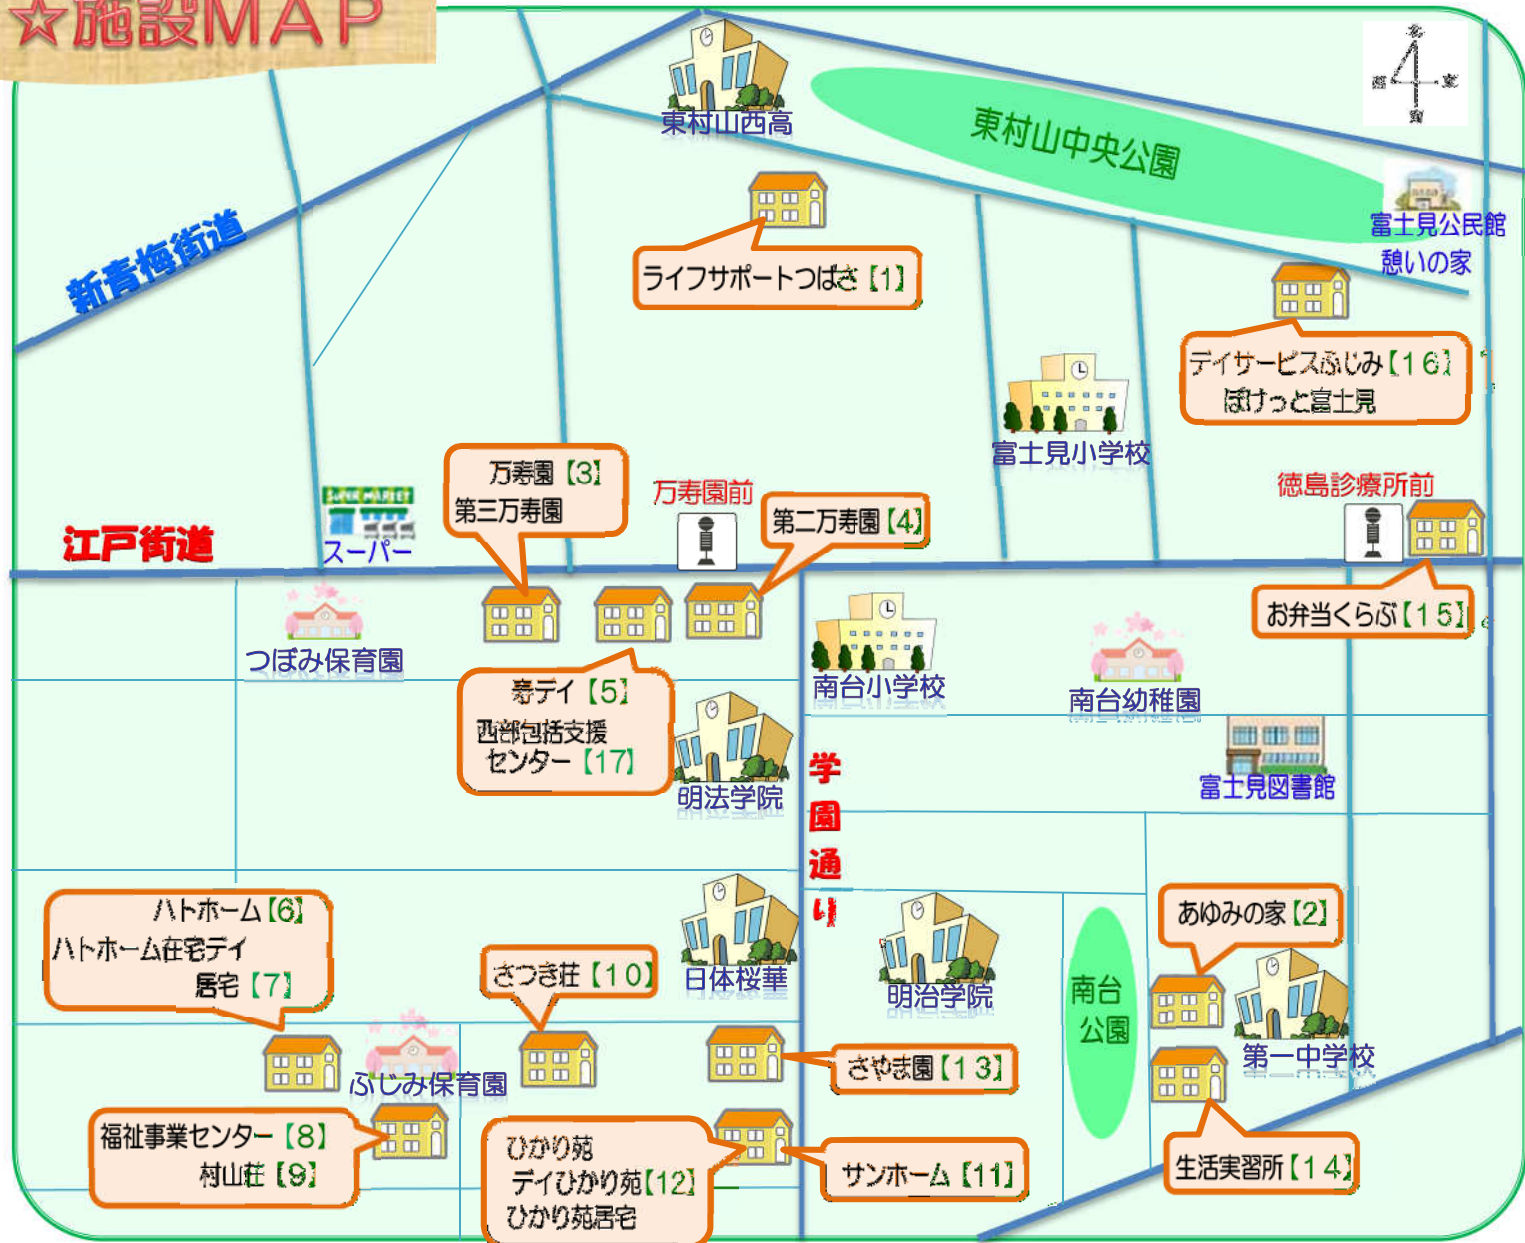 ☆施設MAP
北
西
東
南
東村山西高
東村山中央公園
富士見公民館
憩いの家
新青梅街道
ライフサポートつばさ【1】
デイサービスふじみ【16】
ぽけっと富士見
富士見小学校
万寿園【3】
第三万寿園
万寿園前
第二万寿園【4】
徳島診療所前
江戸街道
SUPER MARKET
スーパー
お弁当くらぶ【15】
つぼみ保育園
寿デイ【5】
西部包括支援
センター【17】
南台小学校
南台幼稚園
明法学院
学園通り
富士見図書館
ハトホーム【6】
ハトホーム在宅デイ
居宅【7】
さつき荘【10】
日体桜華
明治学院
南台
公園
あゆみの家【2】
第一中学校
ふじみ保育園
さやま園【13】
福祉事業センター【8】
村山荘【9】
ひかり苑
デイひかり苑【12】
ひかり苑居宅
サンホーム【11】
生活実習所【14】